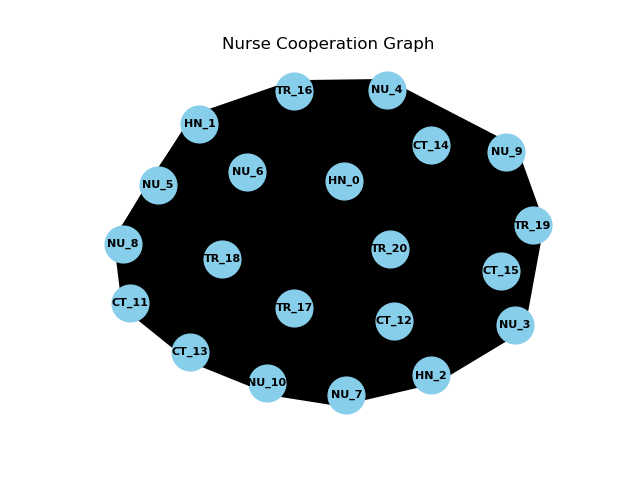 Nurse Cooperation Graph
TR_16
NU_4
HN_1
CT_14
NU_9
NU_6
HN_0
NU_5
TR_19
NU_8
TR_18
TR_20
CT_15
CT_11
TR_17
CT_12
NU_3
CT_13
NU_10
HN_2
NU_7